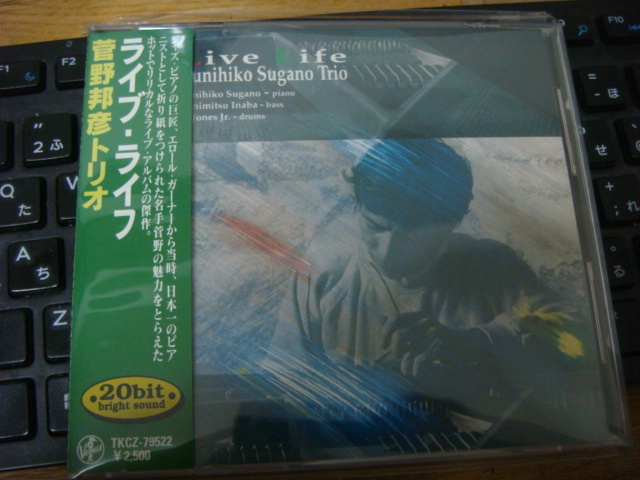 ライブ・ライフ
菅野邦彦トリオ
ピアノの巨匠、エロール・ガーナーから当時、日本一のピア
ニストとして折り紙をつけられた名手菅野の魅力をとらえた
ホットでリリカルなライブ・アルバムの傑作。
20bit
bright sound
TKCZ-79522
¥2,500
Live Life
unihiko Sugano Trio
nihiko Sugano - piano
nimitsu Inaba - bass
ones Jr. - drums